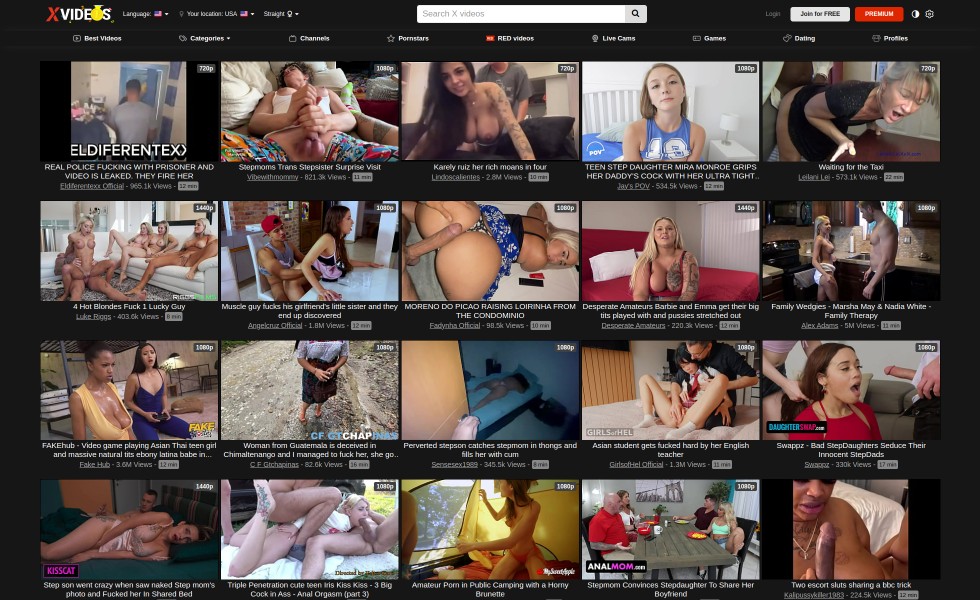 XVIDEOS
Language:
Your location: USA
Straight
Search X videos
Login
Join for FREE
PREMIUM
Best Videos
Categories
Channels
Pornstars
RED videos
Live Cams
Games
Dating
Profiles
720p
ELDIFERENTEXX
REAL POLICE FUCKING WITH PRISONER AND
VIDEO IS LEAKED. THEY FIRE HER
Eldiferentexx Official - 965.1k Views - 12 min
1080p
Stepmoms Trans Stepsister Surprise Visit
Vibewithmommy - 821.3k Views - 11 min
720p
Karely ruiz her rich moans in four
Lindoscalientes - 2.8M Views - 10 min
1080p
POV
TEEN STEP DAUGHTER MIRA MONROE GRIPS
HER DADDY'S COCK WITH HER ULTRA TIGHT..
Jay's POV - 534.5k Views - 12 min
720p
Waiting for the Taxi
Leilani Lei - 573.1k Views - 22 min
1440p
4 Hot Blondes Fuck 1 Lucky Guy
Luke Riggs - 403.6k Views - 8 min
1080p
Muscle guy fucks his girlfriend's little sister and they
end up discovered
Angelcruz Official - 1.8M Views - 12 min
1080p
MORENO DO PICAO RAISING LOIRINHA FROM
THE CONDOMINIO
Fadynha Official - 98.5k Views - 10 min
1440p
Desperate Amateurs Barbie and Emma get their big
tits played with and pussies stretched out
Desperate Amateurs - 220.3k Views - 12 min
1080p
Family Wedgies - Marsha May & Nadia White -
Family Therapy
Alex Adams - 5M Views - 11 min
1080p
FAKE
FAKEhub - Video game playing Asian Thai teen girl
and massive natural tits ebony latina babe in...
Fake Hub - 3.6M Views - 12 min
1080p
CF GTCHAPINAS
Woman from Guatemala is deceived in
Chimaltenango and I managed to fuck her, she go..
C F Gtchapinas - 82.6k Views - 16 min
1080p
Perverted stepson catches stepmom in thongs and
fills her with cum
Sensesex1989 - 345.5k Views - 8 min
1080p
GIRLSofHEL
Asian student gets fucked hard by her English
teacher
GirlsofHel Official - 1.3M Views - 11 min
1080p
DAUGHTERSWAP.com
Swappz - Bad StepDaughters Seduce Their
Innocent StepDads
Swappz - 330k Views - 17 min
1440p
KISSCAT
Step son went crazy when saw naked Step mom's
photo and Fucked her In Shared Bed
1080p
Triple Penetration cute teen Iris Kiss Kiss - 3 Big
Cock in Ass - Anal Orgasm (part 3)
1080p
MySweetApple
Amateur Porn in Public Camping with a Horny
Brunette
1080p
ANALMOM.COM
Stepmom Convinces Stepdaughter To Share Her
Boyfriend
Two escort sluts sharing a bbc trick
Kalipussykiller1983 - 224.5k Views - 12 min